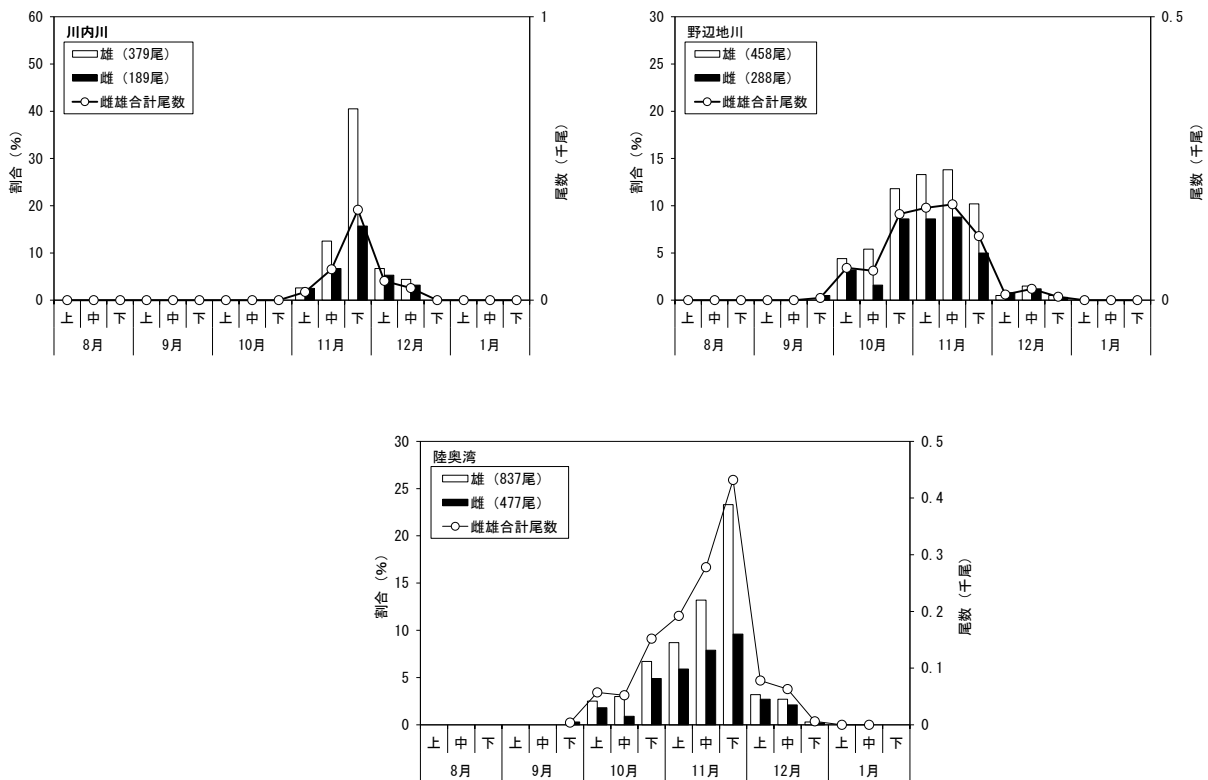 川内川
雄（379尾）
雌（189尾）
雌雄合計尾数
割合（%）
60
50
40
30
20
10
0
1
0
尾数（千尾）
上 中 下 上 中 下 上 中 下 上 中 下 上 中 下 上 中 下
8月 9月 10月 11月 12月 1月
野辺地川
雄（458尾）
雌（288尾）
雌雄合計尾数
割合（%）
30
25
20
15
10
5
0
0.5
0
尾数（千尾）
上 中 下 上 中 下 上 中 下 上 中 下 上 中 下 上 中 下
8月 9月 10月 11月 12月 1月
陸奥湾
雄（837尾）
雌（477尾）
雌雄合計尾数
割合（%）
30
25
20
15
10
5
0
0.5
0.4
0.3
0.2
0.1
0
尾数（千尾）
上 中 下 上 中 下 上 中 下 上 中 下 上 中 下 上 中 下
8月 9月 10月 11月 12月 1月